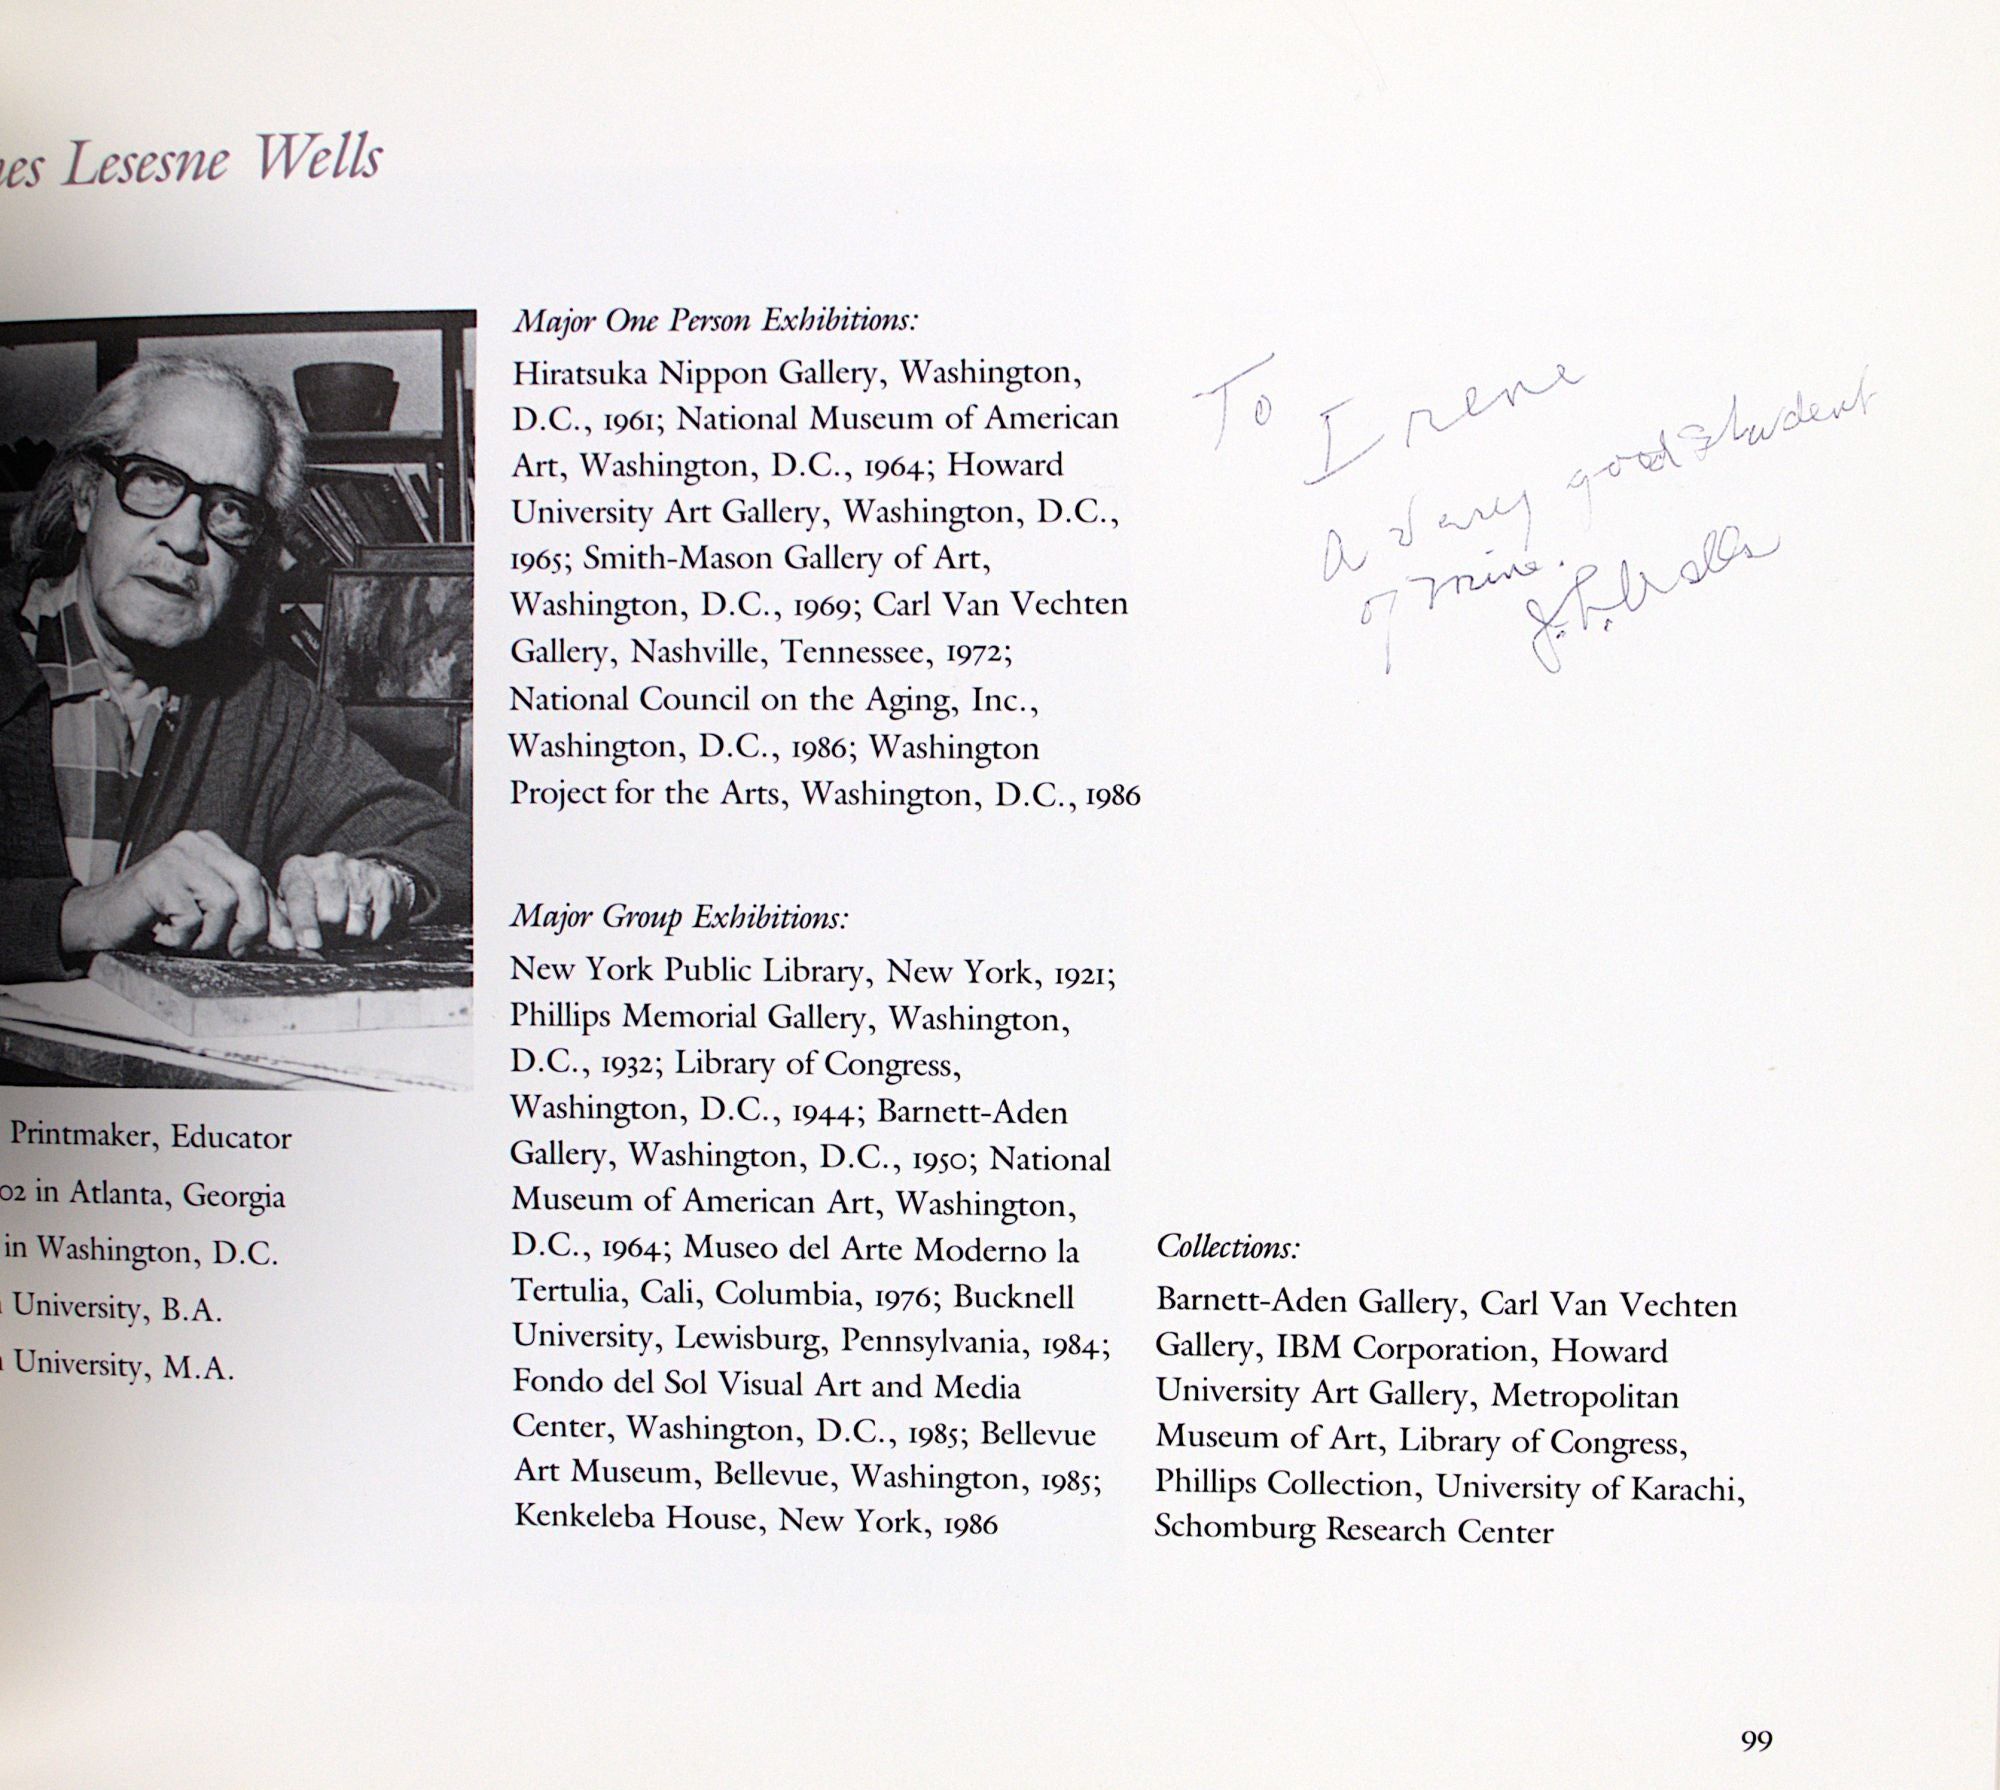 es Lesesne Wells
Printmaker, Educator
02 in Atlanta, Georgia
in Washington, D.C.
University, B.A.
University, M.A.
Major One Person Exhibitions:
Hiratsuka Nippon Gallery, Washington,
D.C., 1961; National Museum of American
Art, Washington, D.C., 1964; Howard
University Art Gallery, Washington, D.C.,
1965; Smith-Mason Gallery of Art,
Washington, D.C., 1969; Carl Van Vechten
Gallery, Nashville, Tennessee, 1972;
National Council on the Aging, Inc.,
Washington, D.C., 1986; Washington
Project for the Arts, Washington, D.C., 1986
Major Group Exhibitions:
New York Public Library, New York, 1921;
Phillips Memorial Gallery, Washington,
D.C., 1932; Library of Congress,
Washington, D.C., 1944; Barnett-Aden
Gallery, Washington, D.C., 1950; National
Museum of American Art, Washington,
D.C., 1964; Museo del Arte Moderno la
Tertulia, Cali, Columbia, 1976; Bucknell
University, Lewisburg, Pennsylvania, 1984;
Fondo del Sol Visual Art and Media
Center, Washington, D.C., 1985; Bellevue
Art Museum, Bellevue, Washington, 1985;
Kenkeleba House, New York, 1986
To Irene
a very good student
of mine.
J. L. Wells
Collections:
Barnett-Aden Gallery, Carl Van Vechten
Gallery, IBM Corporation, Howard
University Art Gallery, Metropolitan
Museum of Art, Library of Congress,
Phillips Collection, University of Karachi,
Schomburg Research Center
99